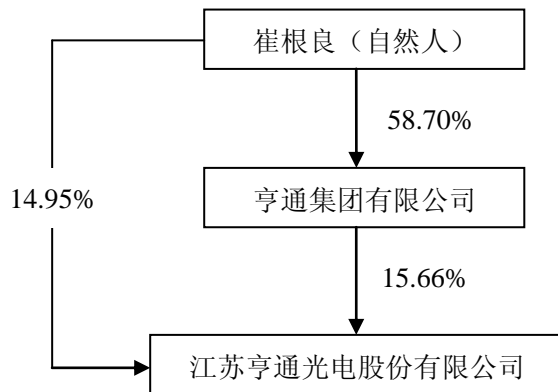 崔根良（自然人）
58.70%
14.95%
亨通集团有限公司
15.66%
江苏亨通光电股份有限公司